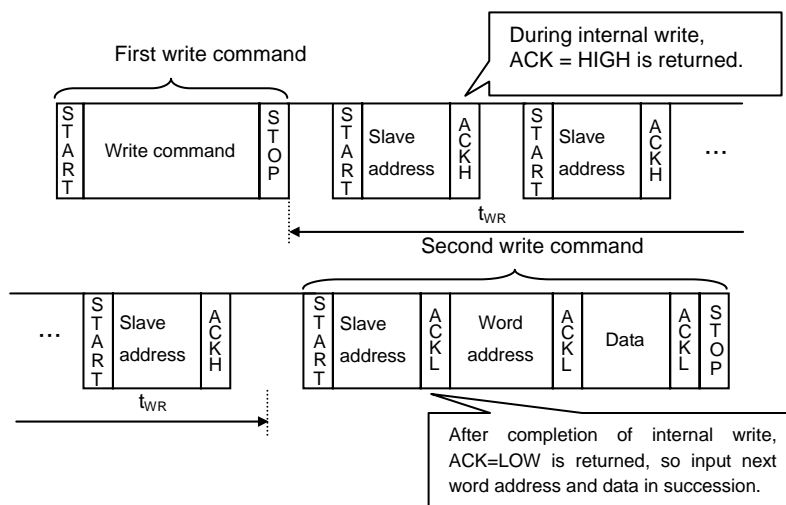 First write command
During internal write,
ACK = HIGH is returned.
START
Write command
STOP
START
Slave
address
ACKH
START
Slave
address
ACKH
...
tWR
Second write command
...
START
Slave
address
ACKH
START
Slave
address
ACKL
Word
address
ACKL
Data
ACKL
STOP
tWR
After completion of internal write,
ACK=LOW is returned, so input next
word address and data in succession.